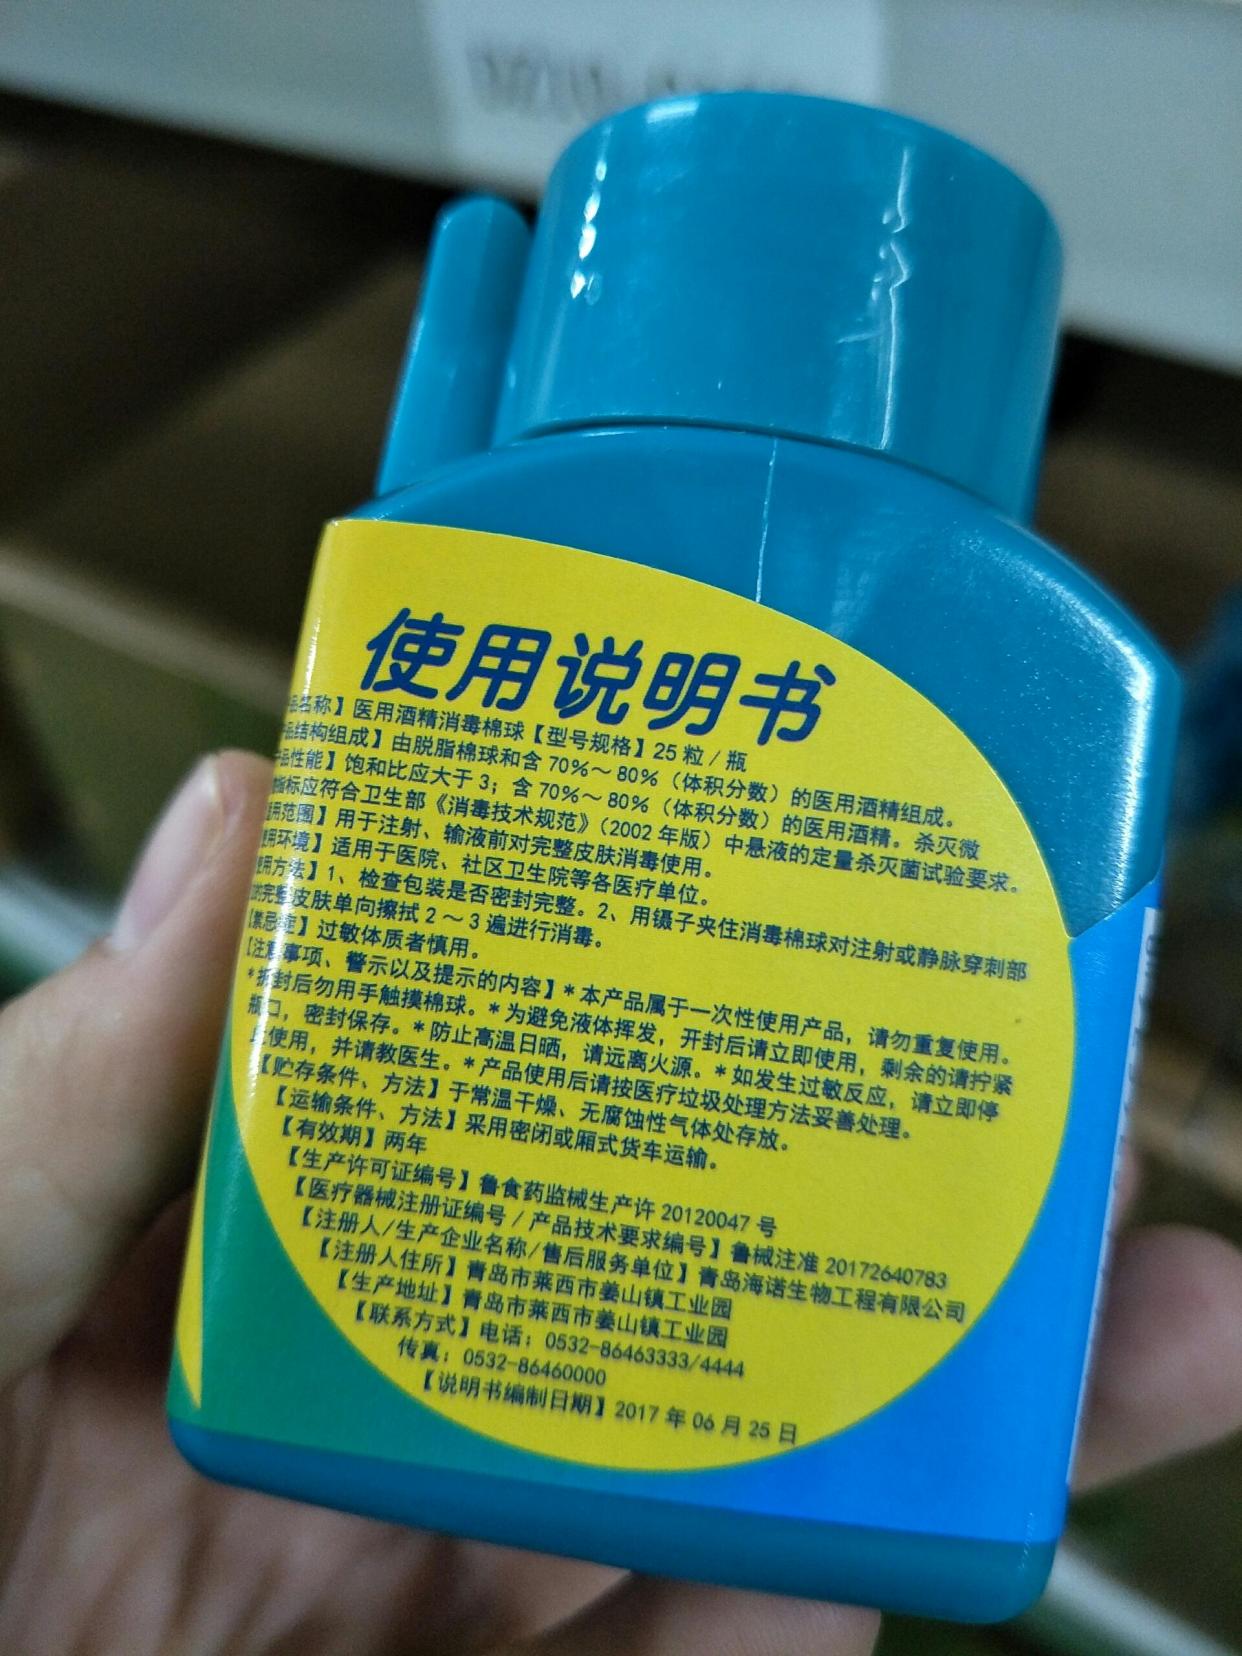 使用说明书
品名称】医用酒精消毒棉球【型号规格】25粒/瓶
品结构组成】由脱脂棉球和含70%～80%（体积分数）的医用酒精组成。
品性能】饱和比应大于3；含70%～80%（体积分数）的医用酒精。杀灭微
指标应符合卫生部《消毒技术规范》（2002年版）中悬液的定量杀灭菌试验要求。
适用范围】用于注射、输液前对完整皮肤消毒使用。
使用环境】适用于医院、社区卫生院等各医疗单位。
使用方法】1、检查包装是否密封完整。2、用镊子夹住消毒棉球对注射或静脉穿刺部
的完整皮肤单向擦拭2～3遍进行消毒。
【禁忌症】过敏体质者慎用。
【注意事项、警示以及提示的内容】*本产品属于一次性使用产品，请勿重复使用。
*拆封后勿用手触摸棉球。*为避免液体挥发，开封后请立即使用，剩余的请拧紧
瓶口，密封保存。*防止高温日晒，请远离火源。*如发生过敏反应，请立即停
止使用，并请教医生。*产品使用后请按医疗垃圾处理方法妥善处理。
【贮存条件、方法】于常温干燥、无腐蚀性气体处存放。
【运输条件、方法】采用密闭或厢式货车运输。
【有效期】两年
【生产许可证编号】鲁食药监械生产许20120047号
【医疗器械注册证编号/产品技术要求编号】鲁械注准20172640783
【注册人/生产企业名称/售后服务单位】青岛海诺生物工程有限公司
【注册人住所】青岛市莱西市姜山镇工业园
【生产地址】青岛市莱西市姜山镇工业园
【联系方式】电话：0532-86463333/4444
传真：0532-86460000
【说明书编制日期】2017年06月25日